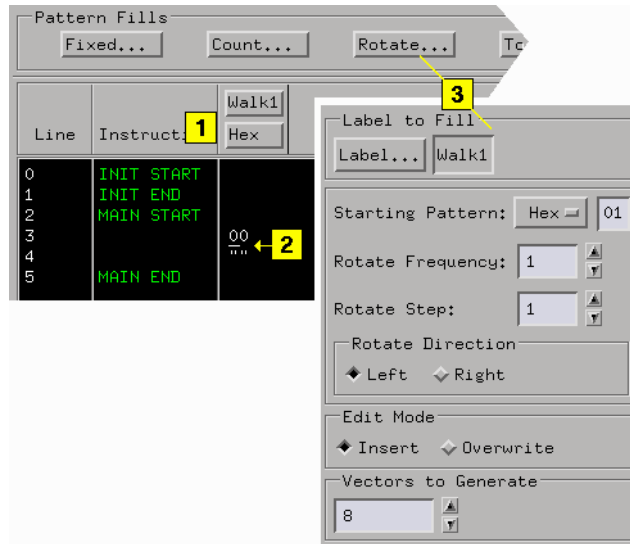 Pattern Fills
Fixed... Count... Rotate...
3
Walk1
Line 1 Hex
0 INIT START
1 INIT END
2 MAIN START
3 00
4 "" 2
5 MAIN END
Label to Fill
Label... Walk1
Starting Pattern: Hex 01
Rotate Frequency: 1
Rotate Step: 1
Rotate Direction
Left Right
Edit Mode
Insert Overwrite
Vectors to Generate
8